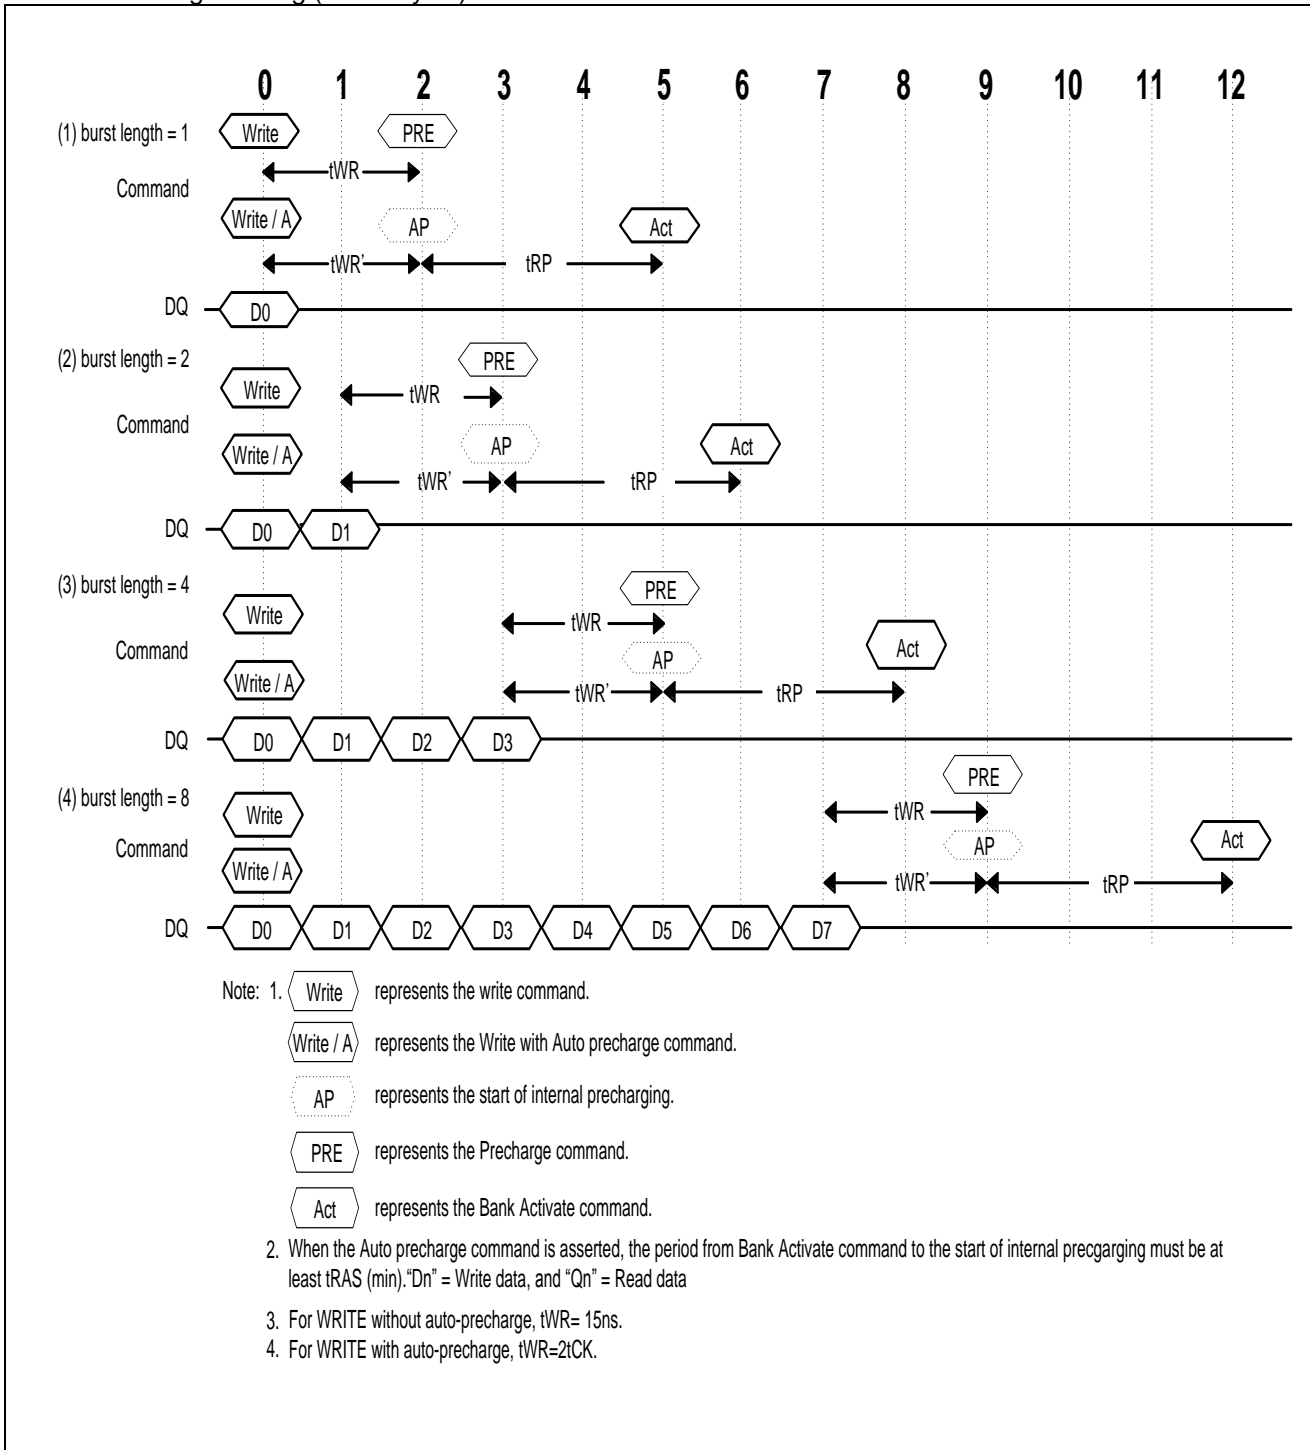 0 1 2 3 4 5 6 7 8 9 10 11 12
(1) burst length = 1
Write PRE
tWR
Command
Write / A AP Act
tWR' tRP
DQ D0
(2) burst length = 2
PRE
Write tWR
Command
Write / A AP Act
tWR' tRP
DQ D0 D1
(3) burst length = 4
PRE
Write tWR
Command Act
Write / A AP
tWR' tRP
DQ D0 D1 D2 D3
PRE
(4) burst length = 8
Write tWR
Command AP Act
Write / A tWR' tRP
DQ D0 D1 D2 D3 D4 D5 D6 D7
Note: 1. Write represents the write command.
Write / A represents the Write with Auto precharge command.
AP represents the start of internal precharging.
PRE represents the Precharge command.
Act represents the Bank Activate command.
2. When the Auto precharge command is asserted, the period from Bank Activate command to the start of internal precgarging must be at
least tRAS (min).“Dn” = Write data, and “Qn” = Read data
3. For WRITE without auto-precharge, tWR= 15ns.
4. For WRITE with auto-precharge, tWR=2tCK.